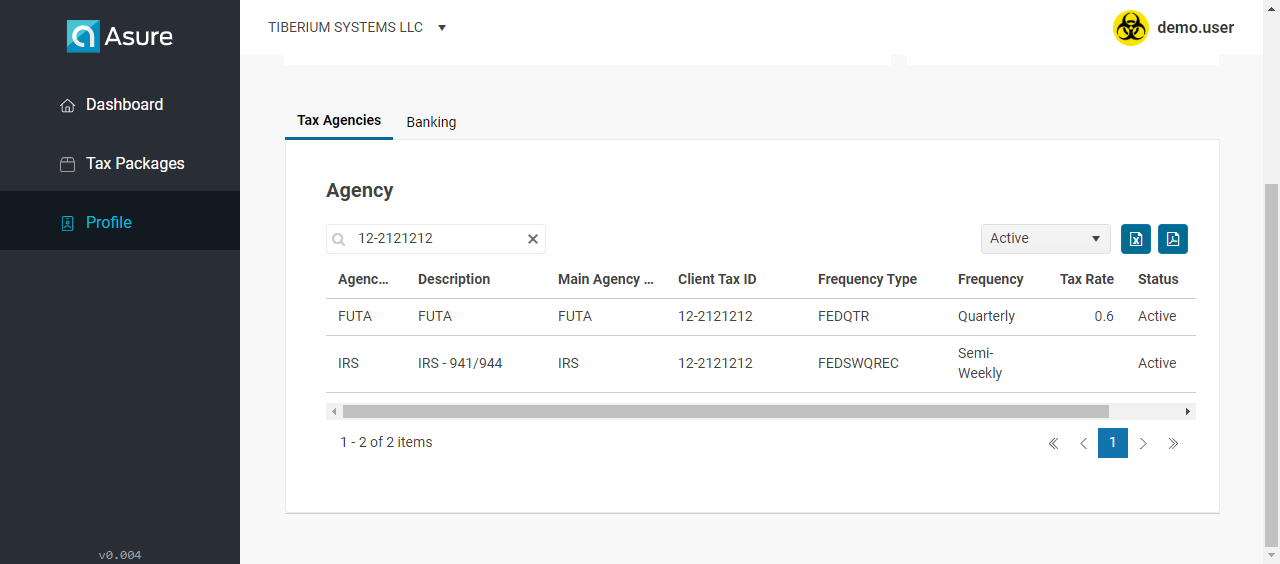 Asure
TIBERIUM SYSTEMS LLC
demo.user
Dashboard
Tax Packages
Profile
v0.004
Tax Agencies Banking
Agency
12-2121212
Active
Agenc... Description Main Agency ... Client Tax ID Frequency Type Frequency Tax Rate Status
FUTA FUTA FUTA 12-2121212 FEDQTR Quarterly 0.6 Active
IRS IRS - 941/944 IRS 12-2121212 FEDSWQREC Semi-Weekly Active
1 - 2 of 2 items
1